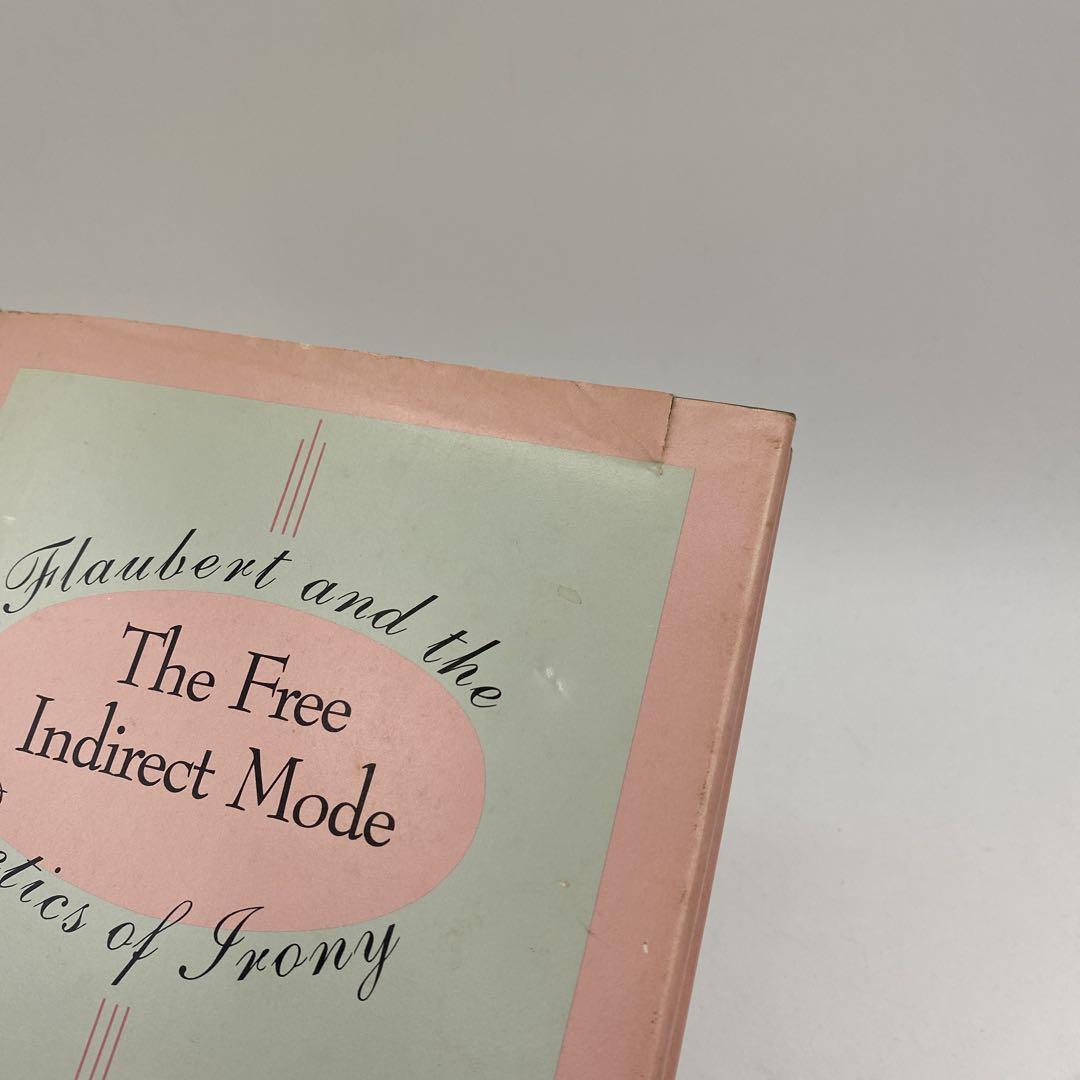 Flaubert and the
The Free
Indirect Mode
etics of Irony